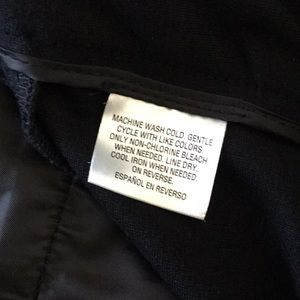 MACHINE WASH COLD, GENTLE
CYCLE WITH LIKE COLORS.
ONLY NON-CHLORINE BLEACH
WHEN NEEDED. LINE DRY.
COOL IRON WHEN NEEDED.
ON REVERSE.
ESPAÑOL EN REVERSO